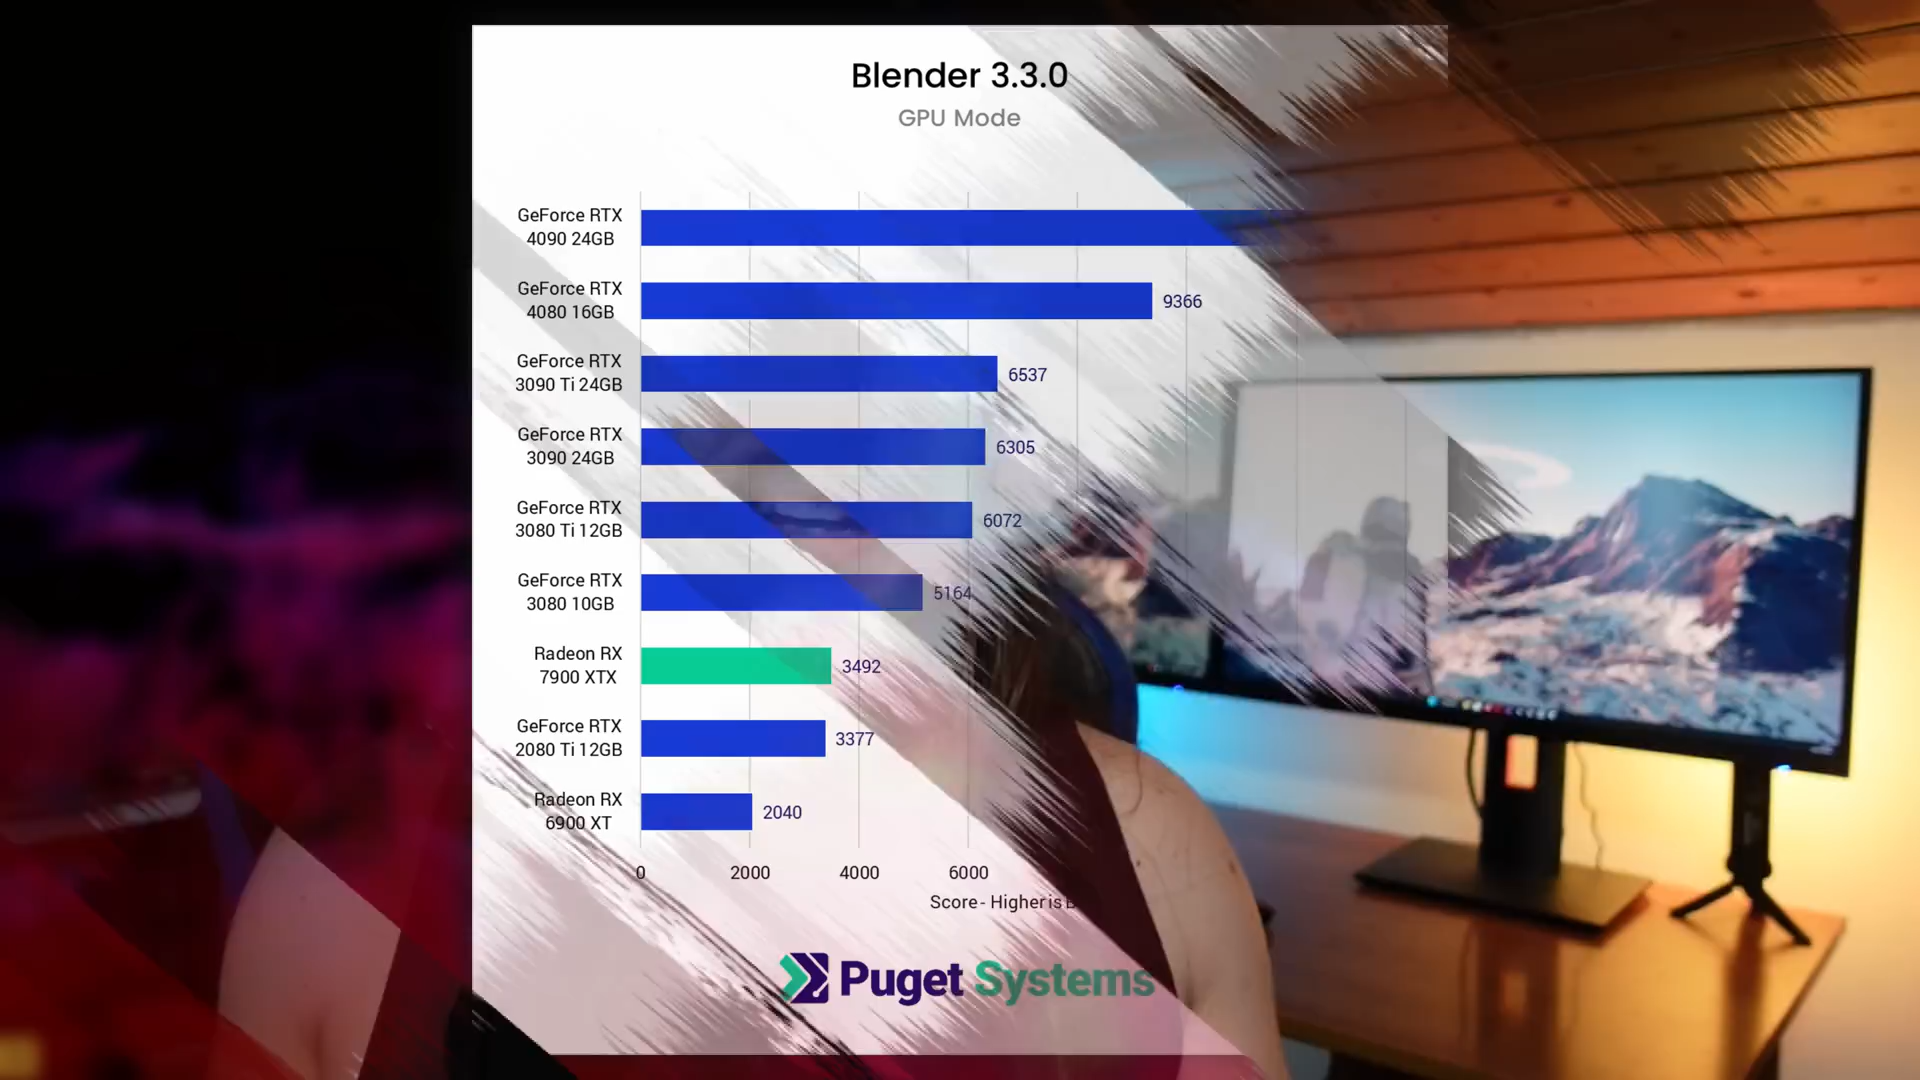 Blender 3.3.0
GPU Mode
GeForce RTX
4090 24GB
GeForce RTX
4080 16GB
9366
GeForce RTX
3090 Ti 24GB
6537
GeForce RTX
3090 24GB
6305
GeForce RTX
3080 Ti 12GB
6072
GeForce RTX
3080 10GB
5164
Radeon RX
7900 XTX
3492
GeForce RTX
2080 Ti 12GB
3377
Radeon RX
6900 XT
2040
0 2000 4000 6000
Score - Higher is
Puget Systems